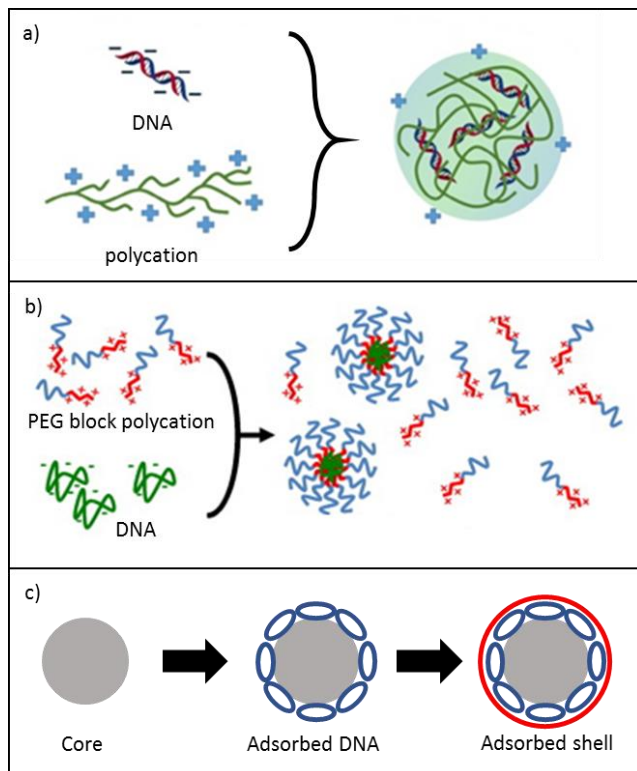 a)
DNA
polycation
b)
PEG block polycation
DNA
c)
Core
Adsorbed DNA
Adsorbed shell